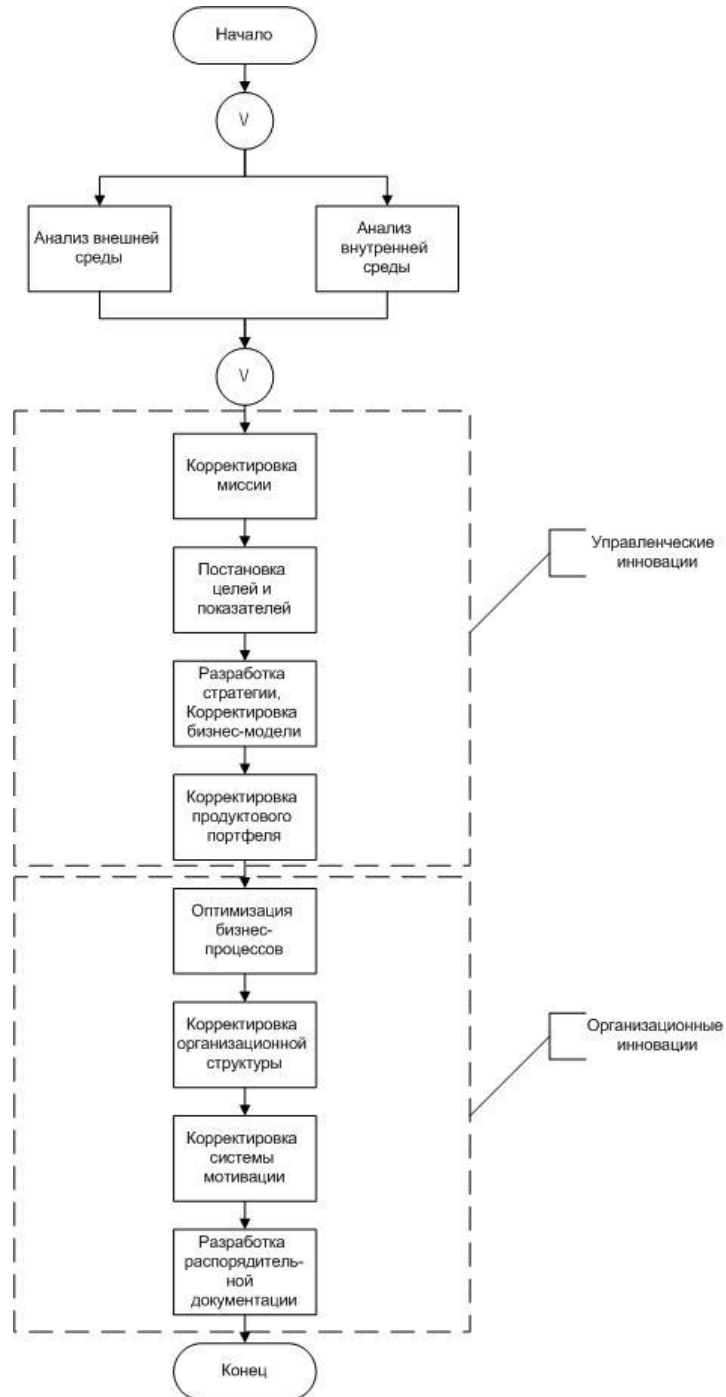 Начало
V
Анализ внешней
среды
Анализ
внутренней
среды
V
Корректировка
миссии
Постановка
целей и
показателей
Разработка
стратегии,
Корректировка
бизнес-модели
Корректировка
продуктового
портфеля
Управленческие
инновации
Оптимизация
бизнес-
процессов
Корректировка
организационной
структуры
Корректировка
системы
мотивации
Разработка
распорядитель-
ной
документации
Организационные
инновации
Конец